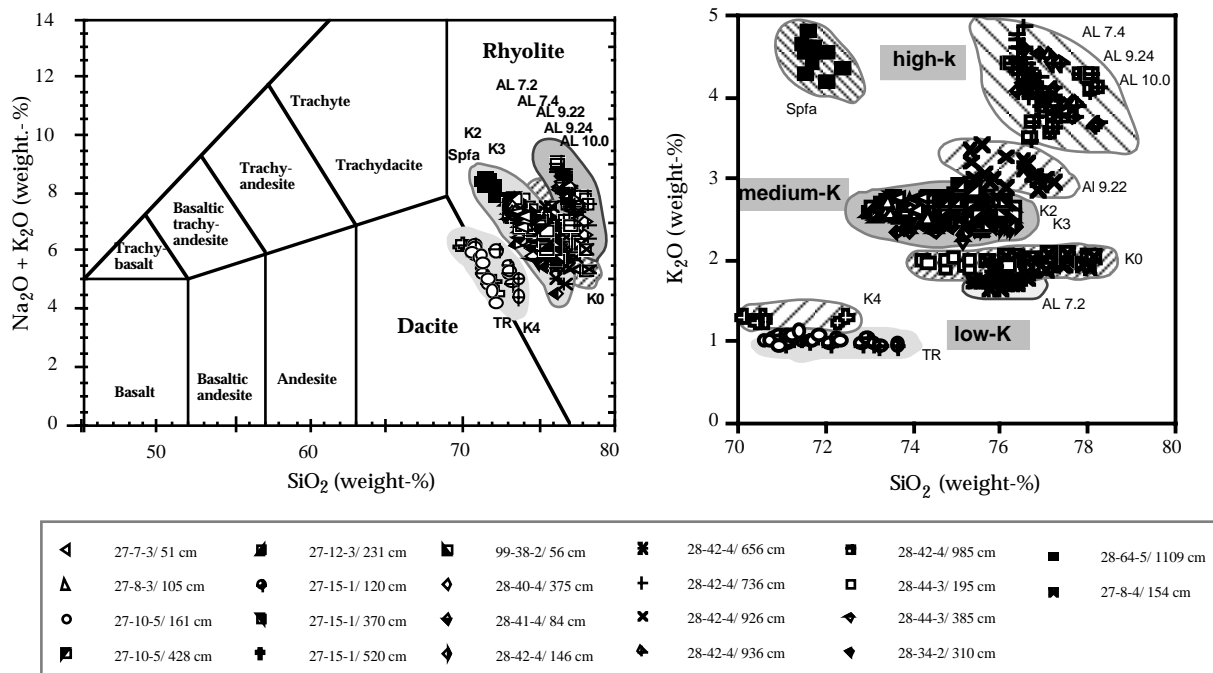 14
12
10
8
6
4
2
0
Na2O + K2O (weight.- %)
50
60
70
80
SiO2 (weight-%)
Rhyolite
AL 7.2
AL 7.4
AL 9.22
AL 9.24
AL 10.0
K2
K3
Spfa
Trachyte
Trachydacite
Trachy-
andesite
Basaltic
trachy-
andesite
Trachy-
basalt
K0
TR
K4
Dacite
Basalt
Basaltic
andesite
Andesite
5
4
3
2
1
0
K2O (weight-%)
70
72
74
76
78
80
SiO2 (weight-%)
high-k
AL 7.4
AL 9.24
AL 10.0
Spfa
Al 9.22
medium-K
K2
K3
K0
AL 7.2
K4
low-K
TR
27-7-3/ 51 cm
27-12-3/ 231 cm
99-38-2/ 56 cm
28-42-4/ 656 cm
28-42-4/ 985 cm
28-64-5/ 1109 cm
27-8-3/ 105 cm
27-15-1/ 120 cm
28-40-4/ 375 cm
28-42-4/ 736 cm
28-44-3/ 195 cm
27-8-4/ 154 cm
27-10-5/ 161 cm
27-15-1/ 370 cm
28-41-4/ 84 cm
28-42-4/ 926 cm
28-44-3/ 385 cm
27-10-5/ 428 cm
27-15-1/ 520 cm
28-42-4/ 146 cm
28-42-4/ 936 cm
28-34-2/ 310 cm